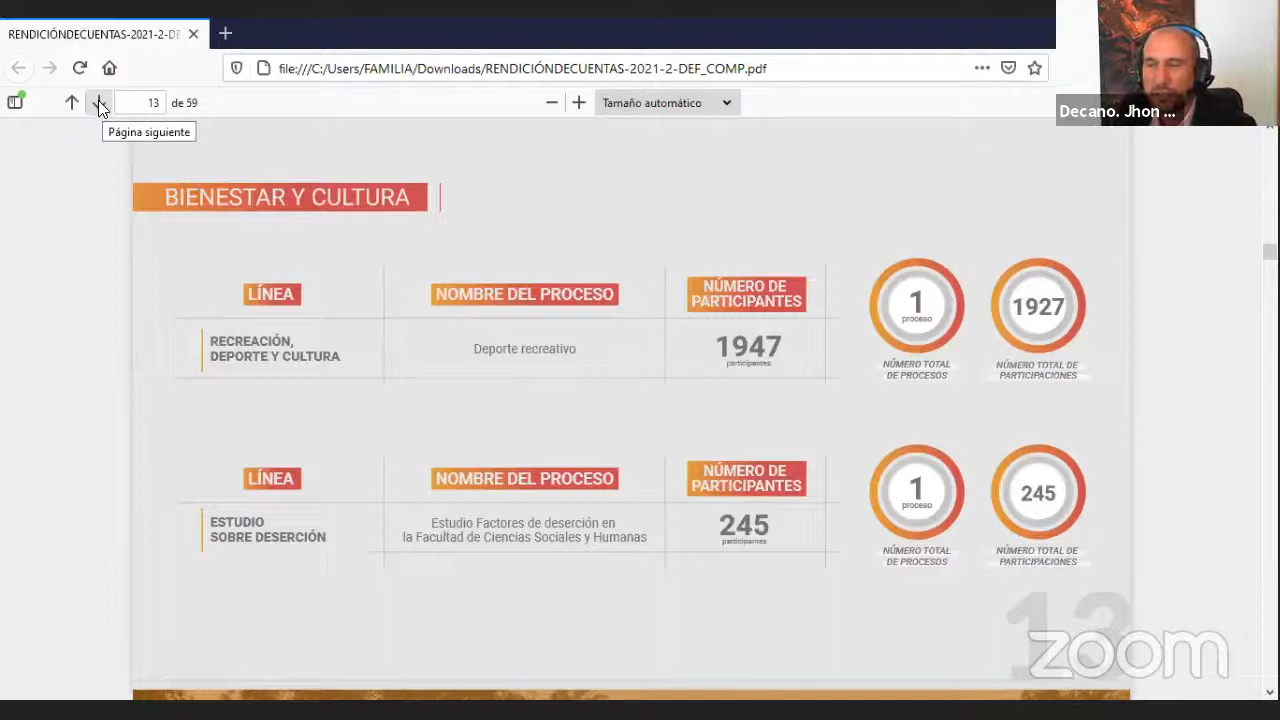 RENDICIÓNDECUENTAS-2021-2-DE
file:///C:/Users/FAMILIA/Downloads/RENDICIÓNDECUENTAS-2021-2-DEF_COMP.pdf
13 de 59
Tamaño automático
Decano. Jhon ...
Página siguiente
BIENESTAR Y CULTURA
LÍNEA
NOMBRE DEL PROCESO
NÚMERO DE
PARTICIPANTES
RECREACIÓN,
DEPORTE Y CULTURA
Deporte recreativo
1947
participantes
1
proceso
NÚMERO TOTAL
DE PROCESOS
1927
NÚMERO TOTAL DE
PARTICIPACIONES
LÍNEA
NOMBRE DEL PROCESO
NÚMERO DE
PARTICIPANTES
ESTUDIO
SOBRE DESERCIÓN
Estudio Factores de deserción en
la Facultad de Ciencias Sociales y Humanas
245
participantes
1
proceso
NÚMERO TOTAL
DE PROCESOS
245
NÚMERO TOTAL DE
PARTICIPACIONES
13
zoom